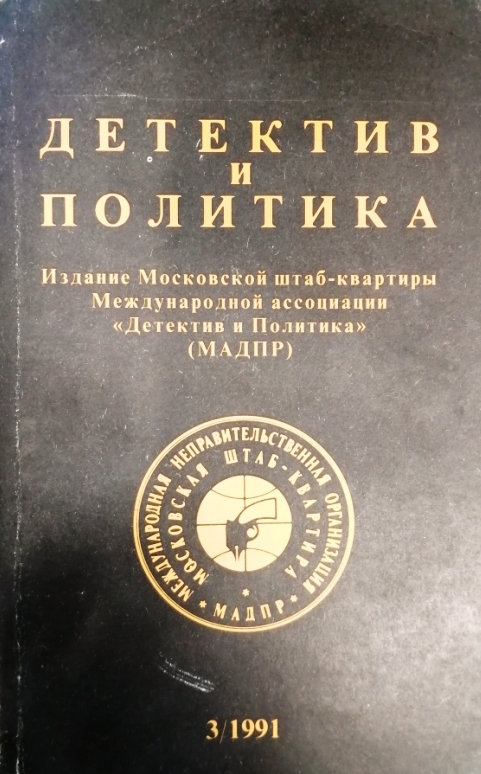 ДЕТЕКТИВ
И
ПОЛИТИКА
Издание Московской штаб-квартиры
Международной ассоциации
«Детектив и Политика»
(МАДПР)
МЕЖДУНАРОДНАЯ НЕПРАВИТЕЛЬСТВЕННАЯ ОРГАНИЗАЦИЯ
МОСКОВСКАЯ ШТАБ-КВАРТИРА
* МАДПР *
3/1991